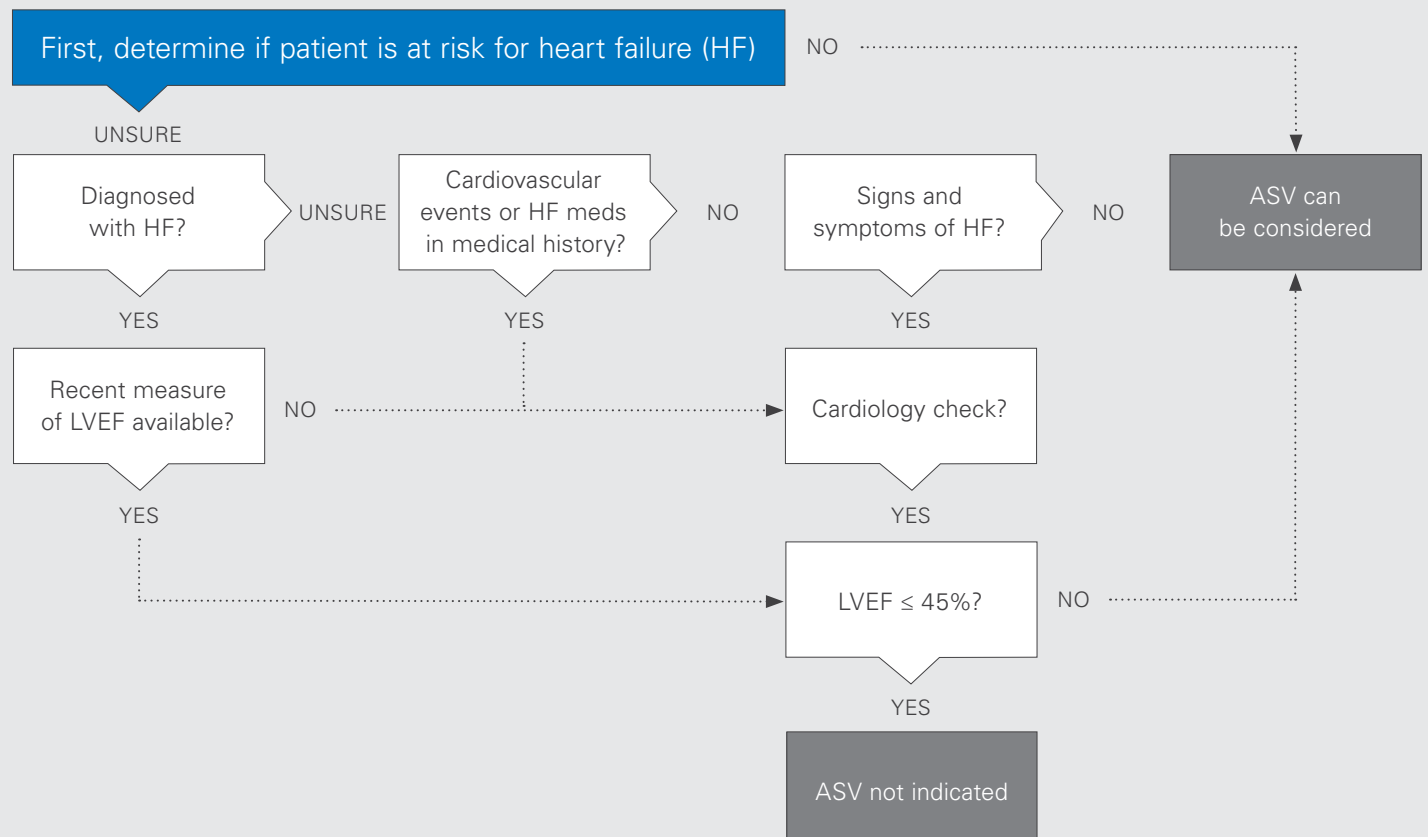 First, determine if patient is at risk for heart failure (HF)
NO
UNSURE
Diagnosed
with HF?
UNSURE
Cardiovascular
events or HF meds
in medical history?
NO
Signs and
symptoms of HF?
NO
ASV can
be considered
YES
YES
YES
Recent measure
of LVEF available?
NO
Cardiology check?
YES
YES
LVEF ≤ 45%?
NO
YES
ASV not indicated